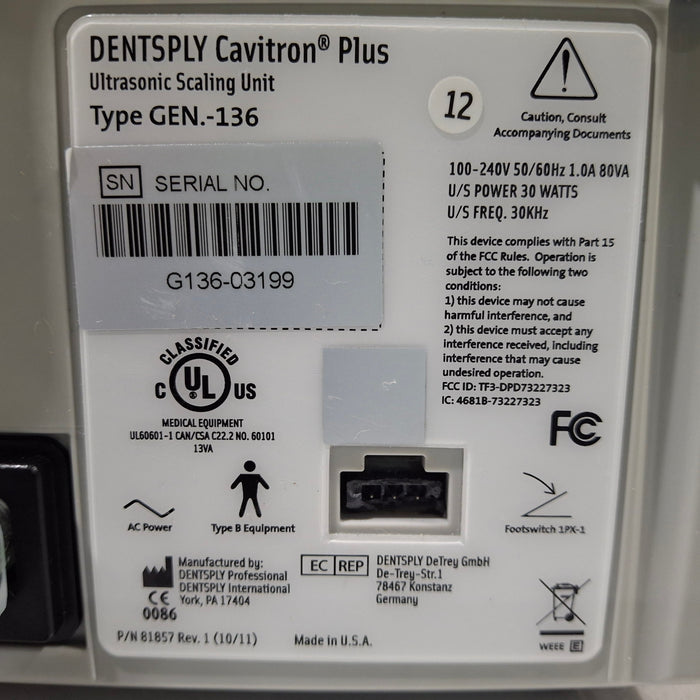 DENTSPLY Cavitron® Plus
Ultrasonic Scaling Unit
Type GEN.-136
12
Caution, Consult
Accompanying Documents
SN SERIAL NO.
G136-03199
100-240V 50/60Hz 1.0A 80VA
U/S POWER 30 WATTS
U/S FREQ. 30KHz
This device complies with Part 15
of the FCC Rules. Operation is
subject to the following two
conditions:
1) this device may not cause
harmful interference, and
2) this device must accept any
interference received, including
interference that may cause
undesired operation.
FCC ID: TF3-DPD73227323
IC: 4681B-73227323
FC
CLASSIFIED
C UL® US
MEDICAL EQUIPMENT
UL60601-1 CAN/CSA C22.2 NO. 60101
13VA
AC Power
Type B Equipment
Footswitch 1PX-1
Manufactured by:
DENTSPLY Professional
DENTSPLY International
York, PA 17404
CE
0086
EC REP
DENTSPLY DeTrey GmbH
De-Trey-Str.1
78467 Konstanz
Germany
P/N 81857 Rev. 1 (10/11)
Made in U.S.A.
WEEE E